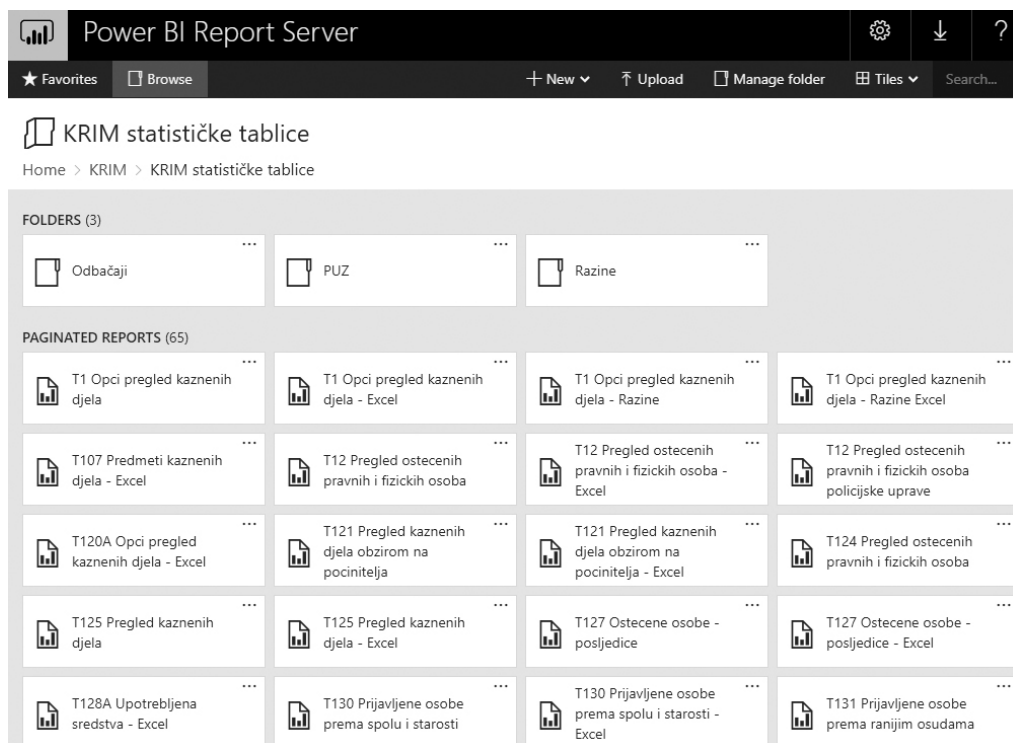 Power BI Report Server
?
★ Favorites
Browse
+ New
Upload
Manage folder
Tiles
Search...
KRIM statističke tablice
Home > KRIM > KRIM statističke tablice
FOLDERS (3)
Odbačaji
PUZ
Razine
PAGINATED REPORTS (65)
T1 Opci pregled kaznenih
djela
T1 Opci pregled kaznenih
djela - Excel
T1 Opci pregled kaznenih
djela - Razine
T1 Opci pregled kaznenih
djela - Razine Excel
T107 Predmeti kaznenih
djela - Excel
T12 Pregled ostecenih
pravnih i fizickih osoba
T12 Pregled ostecenih
pravnih i fizickih osoba -
Excel
T12 Pregled ostecenih
pravnih i fizickih osoba
policijske uprave
T120A Opci pregled
kaznenih djela - Excel
T121 Pregled kaznenih
djela obzirom na
pocinitelja
T121 Pregled kaznenih
djela obzirom na
pocinitelja - Excel
T124 Pregled ostecenih
pravnih i fizickih osoba
T125 Pregled kaznenih
djela
T125 Pregled kaznenih
djela - Excel
T127 Ostecene osobe -
posljedice
T127 Ostecene osobe -
posljedice - Excel
T128A Upotrebljena
sredstva - Excel
T130 Prijavljene osobe
prema spolu i starosti
T130 Prijavljene osobe
prema spolu i starosti -
Excel
T131 Prijavljene osobe
prema ranijim osudama